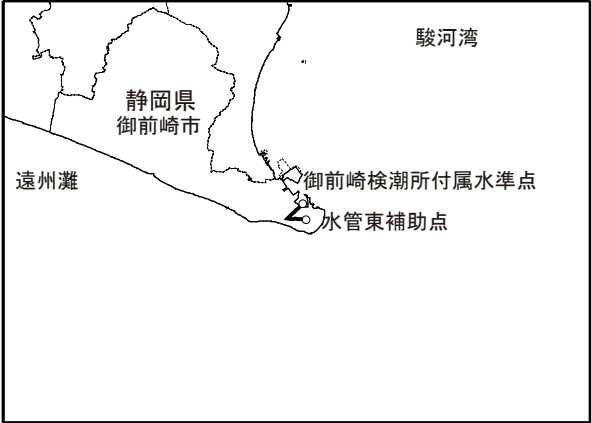 駿河湾
静岡県
御前崎市
遠州灘
御前崎検潮所付属水準点
水管東補助点